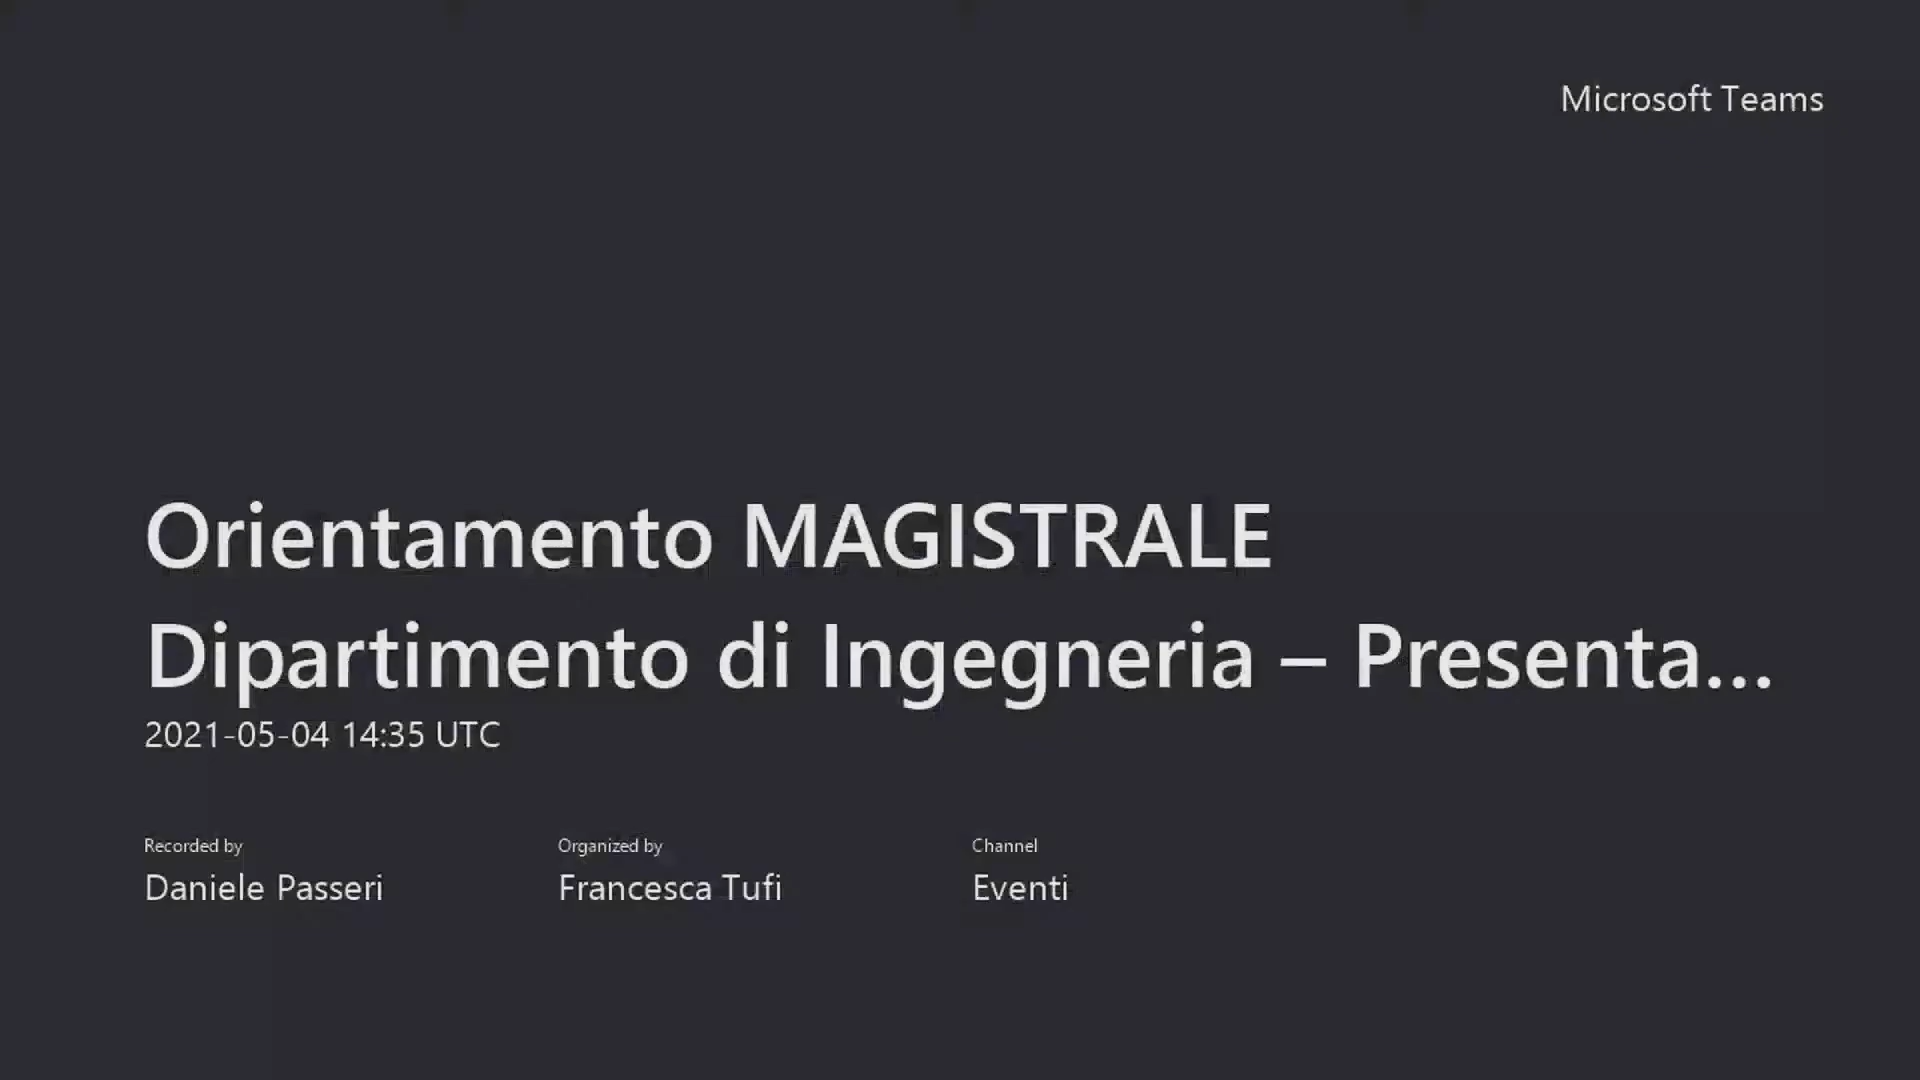 Microsoft Teams
Orientamento MAGISTRALE
Dipartimento di Ingegneria – Presenta...
2021-05-04 14:35 UTC
Recorded by
Daniele Passeri
Organized by
Francesca Tufi
Channel
Eventi